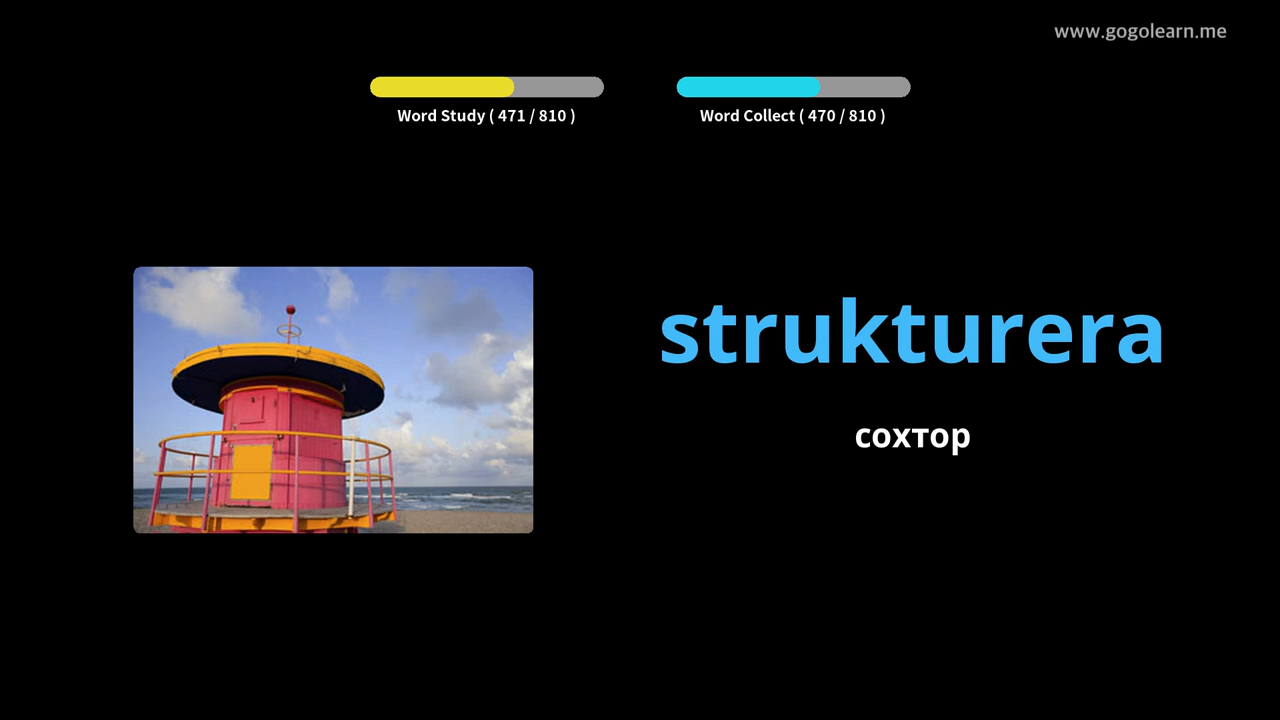 www.gogolearn.me
Word Study ( 471 / 810 )
Word Collect ( 470 / 810 )
strukturera
сохтор